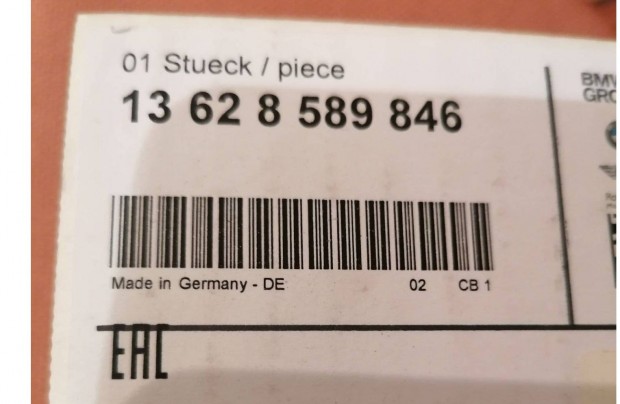 01 Stueck / piece
13 62 8 589 846
Made in Germany - DE 02 CB 1
EAC
BMW
GRO